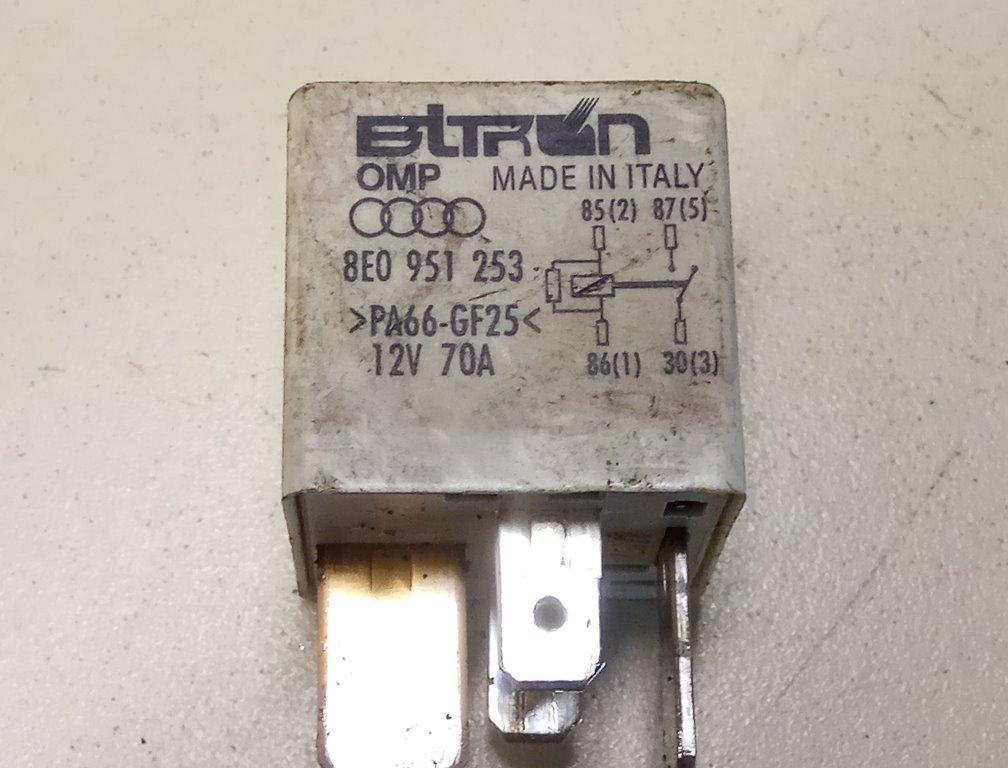 BITRON
OMP MADE IN ITALY
85(2) 87(5)
8E0 951 253
>PA66-GF25<
12V 70A
86(1) 30(3)